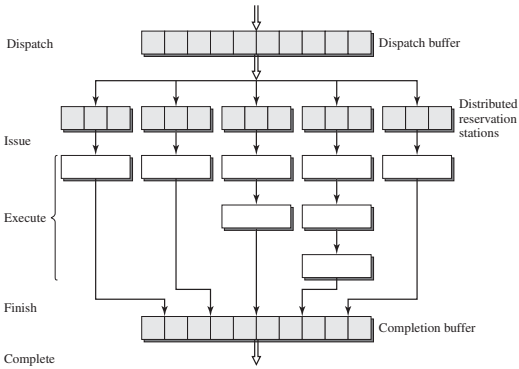 Dispatch
Dispatch buffer
Distributed
reservation
stations
Issue
Execute
Finish
Completion buffer
Complete